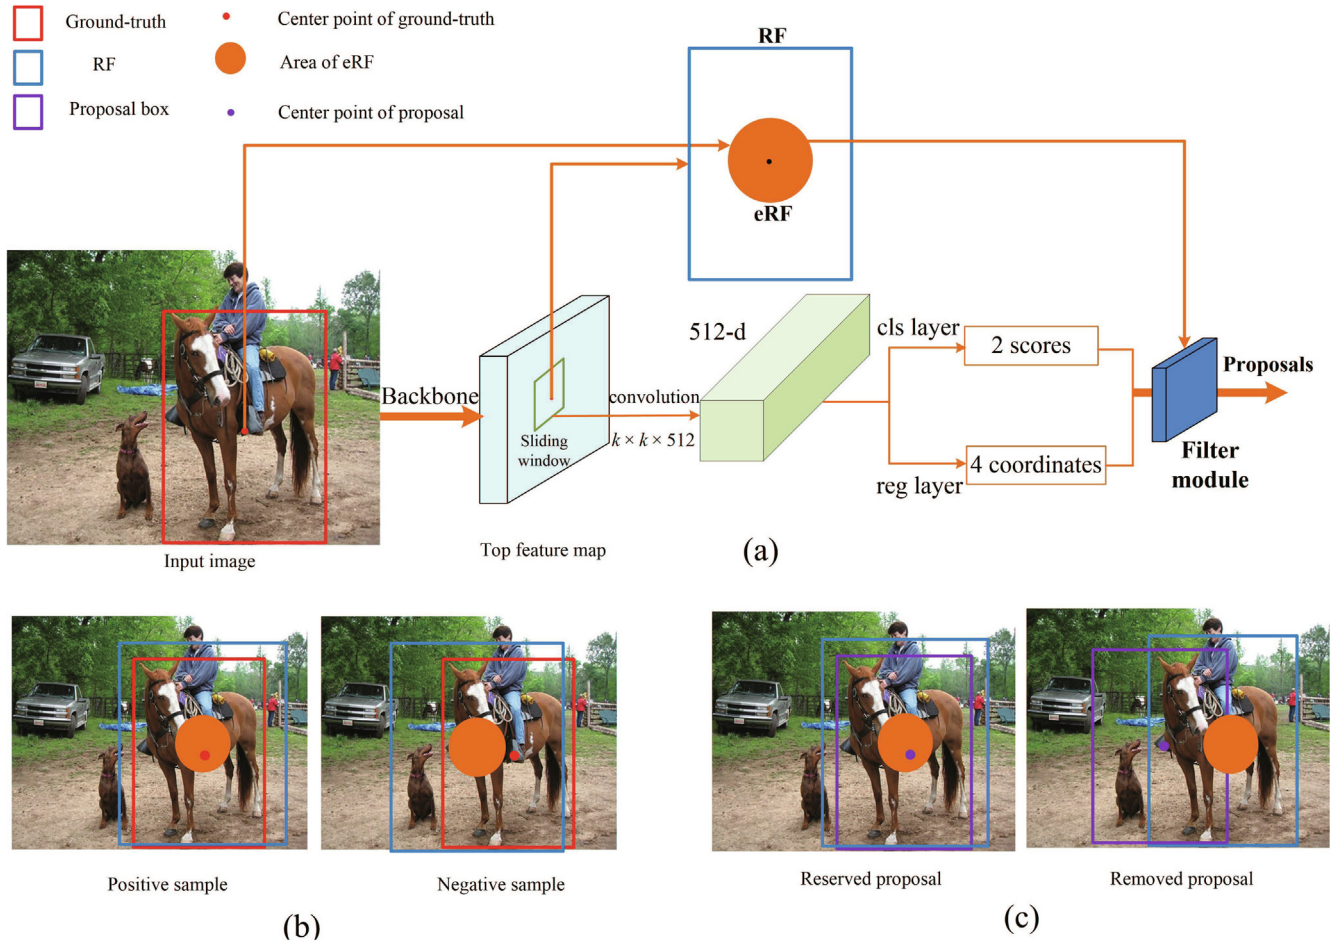 Ground-truth
Center point of ground-truth
RF
Area of eRF
Proposal box
Center point of proposal
RF
eRF
Backbone
Sliding
window
convolution
k × k × 512
512-d
cls layer
2 scores
reg layer
4 coordinates
Proposals
Filter
module
Input image
Top feature map
(a)
Positive sample
Negative sample
(b)
Reserved proposal
Removed proposal
(c)